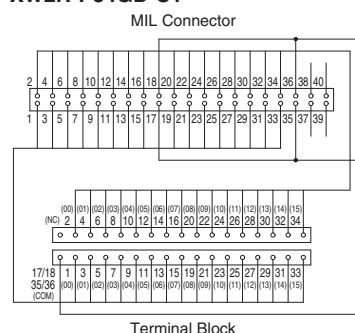 MIL Connector
2 4 6 8 10 12 14 16 18 20 22 24 26 28 30 32 34 36 38 40
1 3 5 7 9 11 13 15 17 19 21 23 25 27 29 31 33 35 37 39
(00) (01) (02) (03) (04) (05) (06) (07) (08) (09) (10) (11) (12) (13) (14) (15)
(NC) 2 4 6 8 10 12 14 16 18 20 22 24 26 28 30 32 34
17/18 1 3 5 7 9 11 13 15 19 21 23 25 27 29 31 33
35/36 (00) (01) (02) (03) (04) (05) (06) (07) (08) (09) (10) (11) (12) (13) (14) (15)
(COM)
Terminal Block